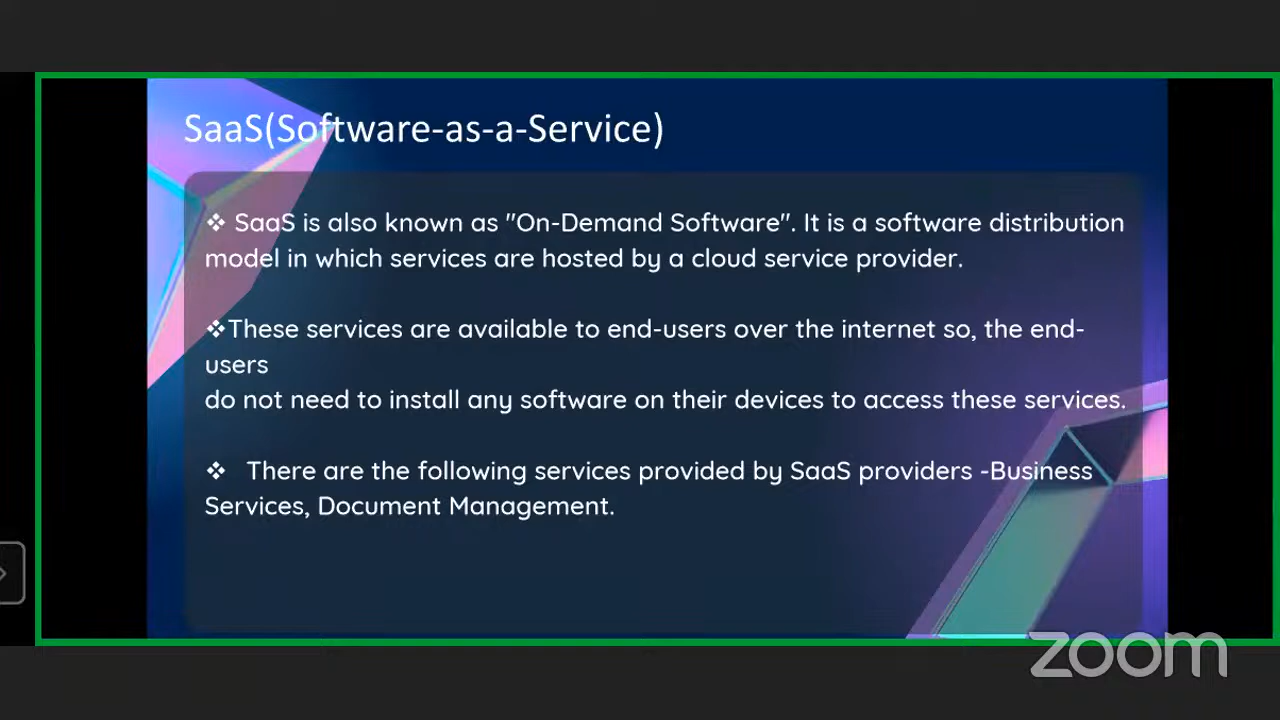 SaaS(Software-as-a-Service)
❖ SaaS is also known as "On-Demand Software". It is a software distribution
model in which services are hosted by a cloud service provider.
❖These services are available to end-users over the internet so, the end-
users
do not need to install any software on their devices to access these services.
❖ There are the following services provided by SaaS providers -Business
Services, Document Management.
zoom